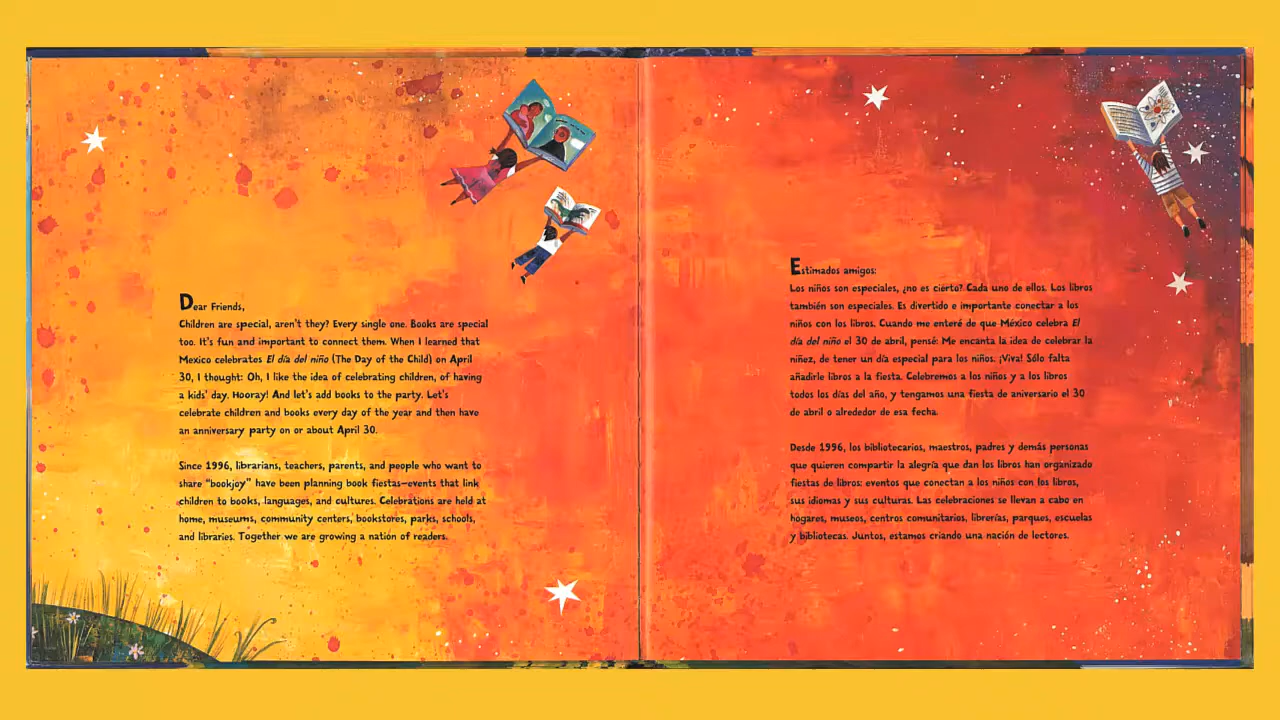 Dear Friends,
Children are special, aren't they? Every single one. Books are special
too. It's fun and important to connect them. When I learned that
Mexico celebrates El día del niño (The Day of the Child) on April
30, I thought: Oh, I like the idea of celebrating children, of having
a kids' day. Hooray! And let's add books to the party. Let's
celebrate children and books every day of the year and then have
an anniversary party on or about April 30.
Since 1996, librarians, teachers, parents, and people who want to
share "bookjoy" have been planning book fiestas—events that link
children to books, languages, and cultures. Celebrations are held at
home, museums, community centers, bookstores, parks, schools,
and libraries. Together we are growing a nation of readers.
Estimados amigos:
Los niños son especiales, ¿no es cierto? Cada uno de ellos. Los libros
también son especiales. Es divertido e importante conectar a los
niños con los libros. Cuando me enteré de que México celebra El
día del niño el 30 de abril, pensé: Me encanta la idea de celebrar la
niñez, de tener un día especial para los niños. ¡Viva! Sólo falta
añadirle libros a la fiesta. Celebremos a los niños y a los libros
todos los días del año, y tengamos una fiesta de aniversario el 30
de abril o alrededor de esa fecha.
Desde 1996, los bibliotecarios, maestros, padres y demás personas
que quieren compartir la alegría que dan los libros han organizado
fiestas de libros: eventos que conectan a los niños con los libros,
sus idiomas y sus culturas. Las celebraciones se llevan a cabo en
hogares, museos, centros comunitarios, librerías, parques, escuelas
y bibliotecas. Juntos, estamos criando una nación de lectores.